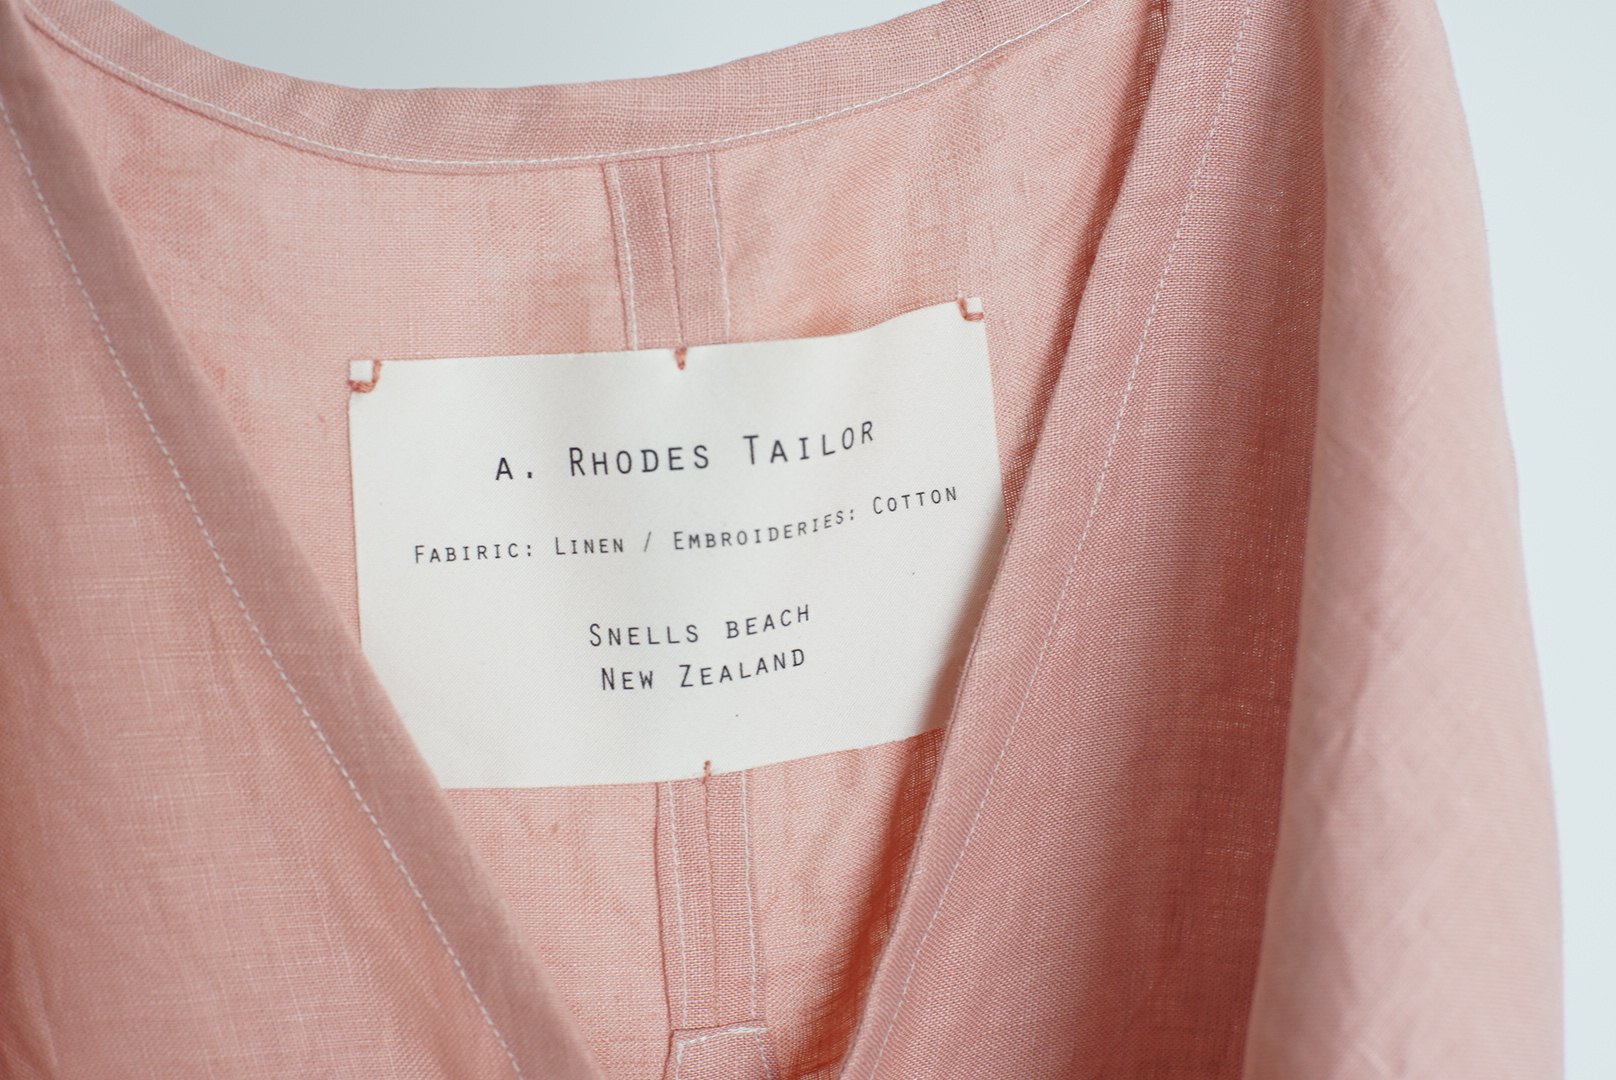 A. RHODES TAILOR
FABIRIC: LINEN / EMBROIDERIES: COTTON
SNELLS BEACH
NEW ZEALAND